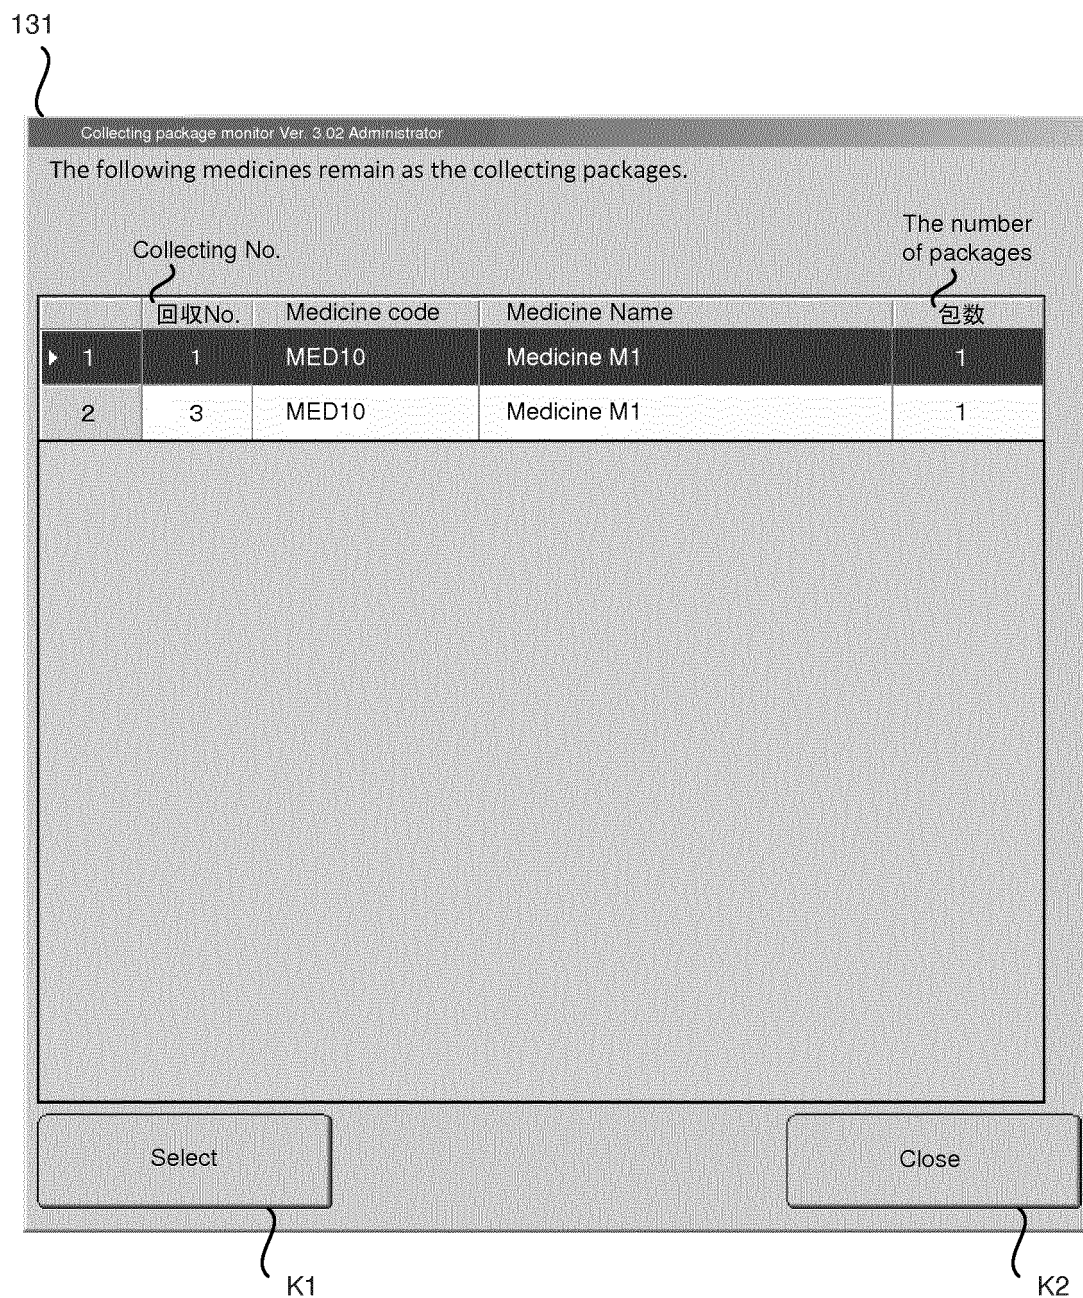 131
Collecting package monitor Ver. 3.02 Administrator
The following medicines remain as the collecting packages.
The number
of packages
Collecting No.
回収No. Medicine code Medicine Name 包数
1 1 MED10 Medicine M1 1
2 3 MED10 Medicine M1 1
Select Close
K1 K2